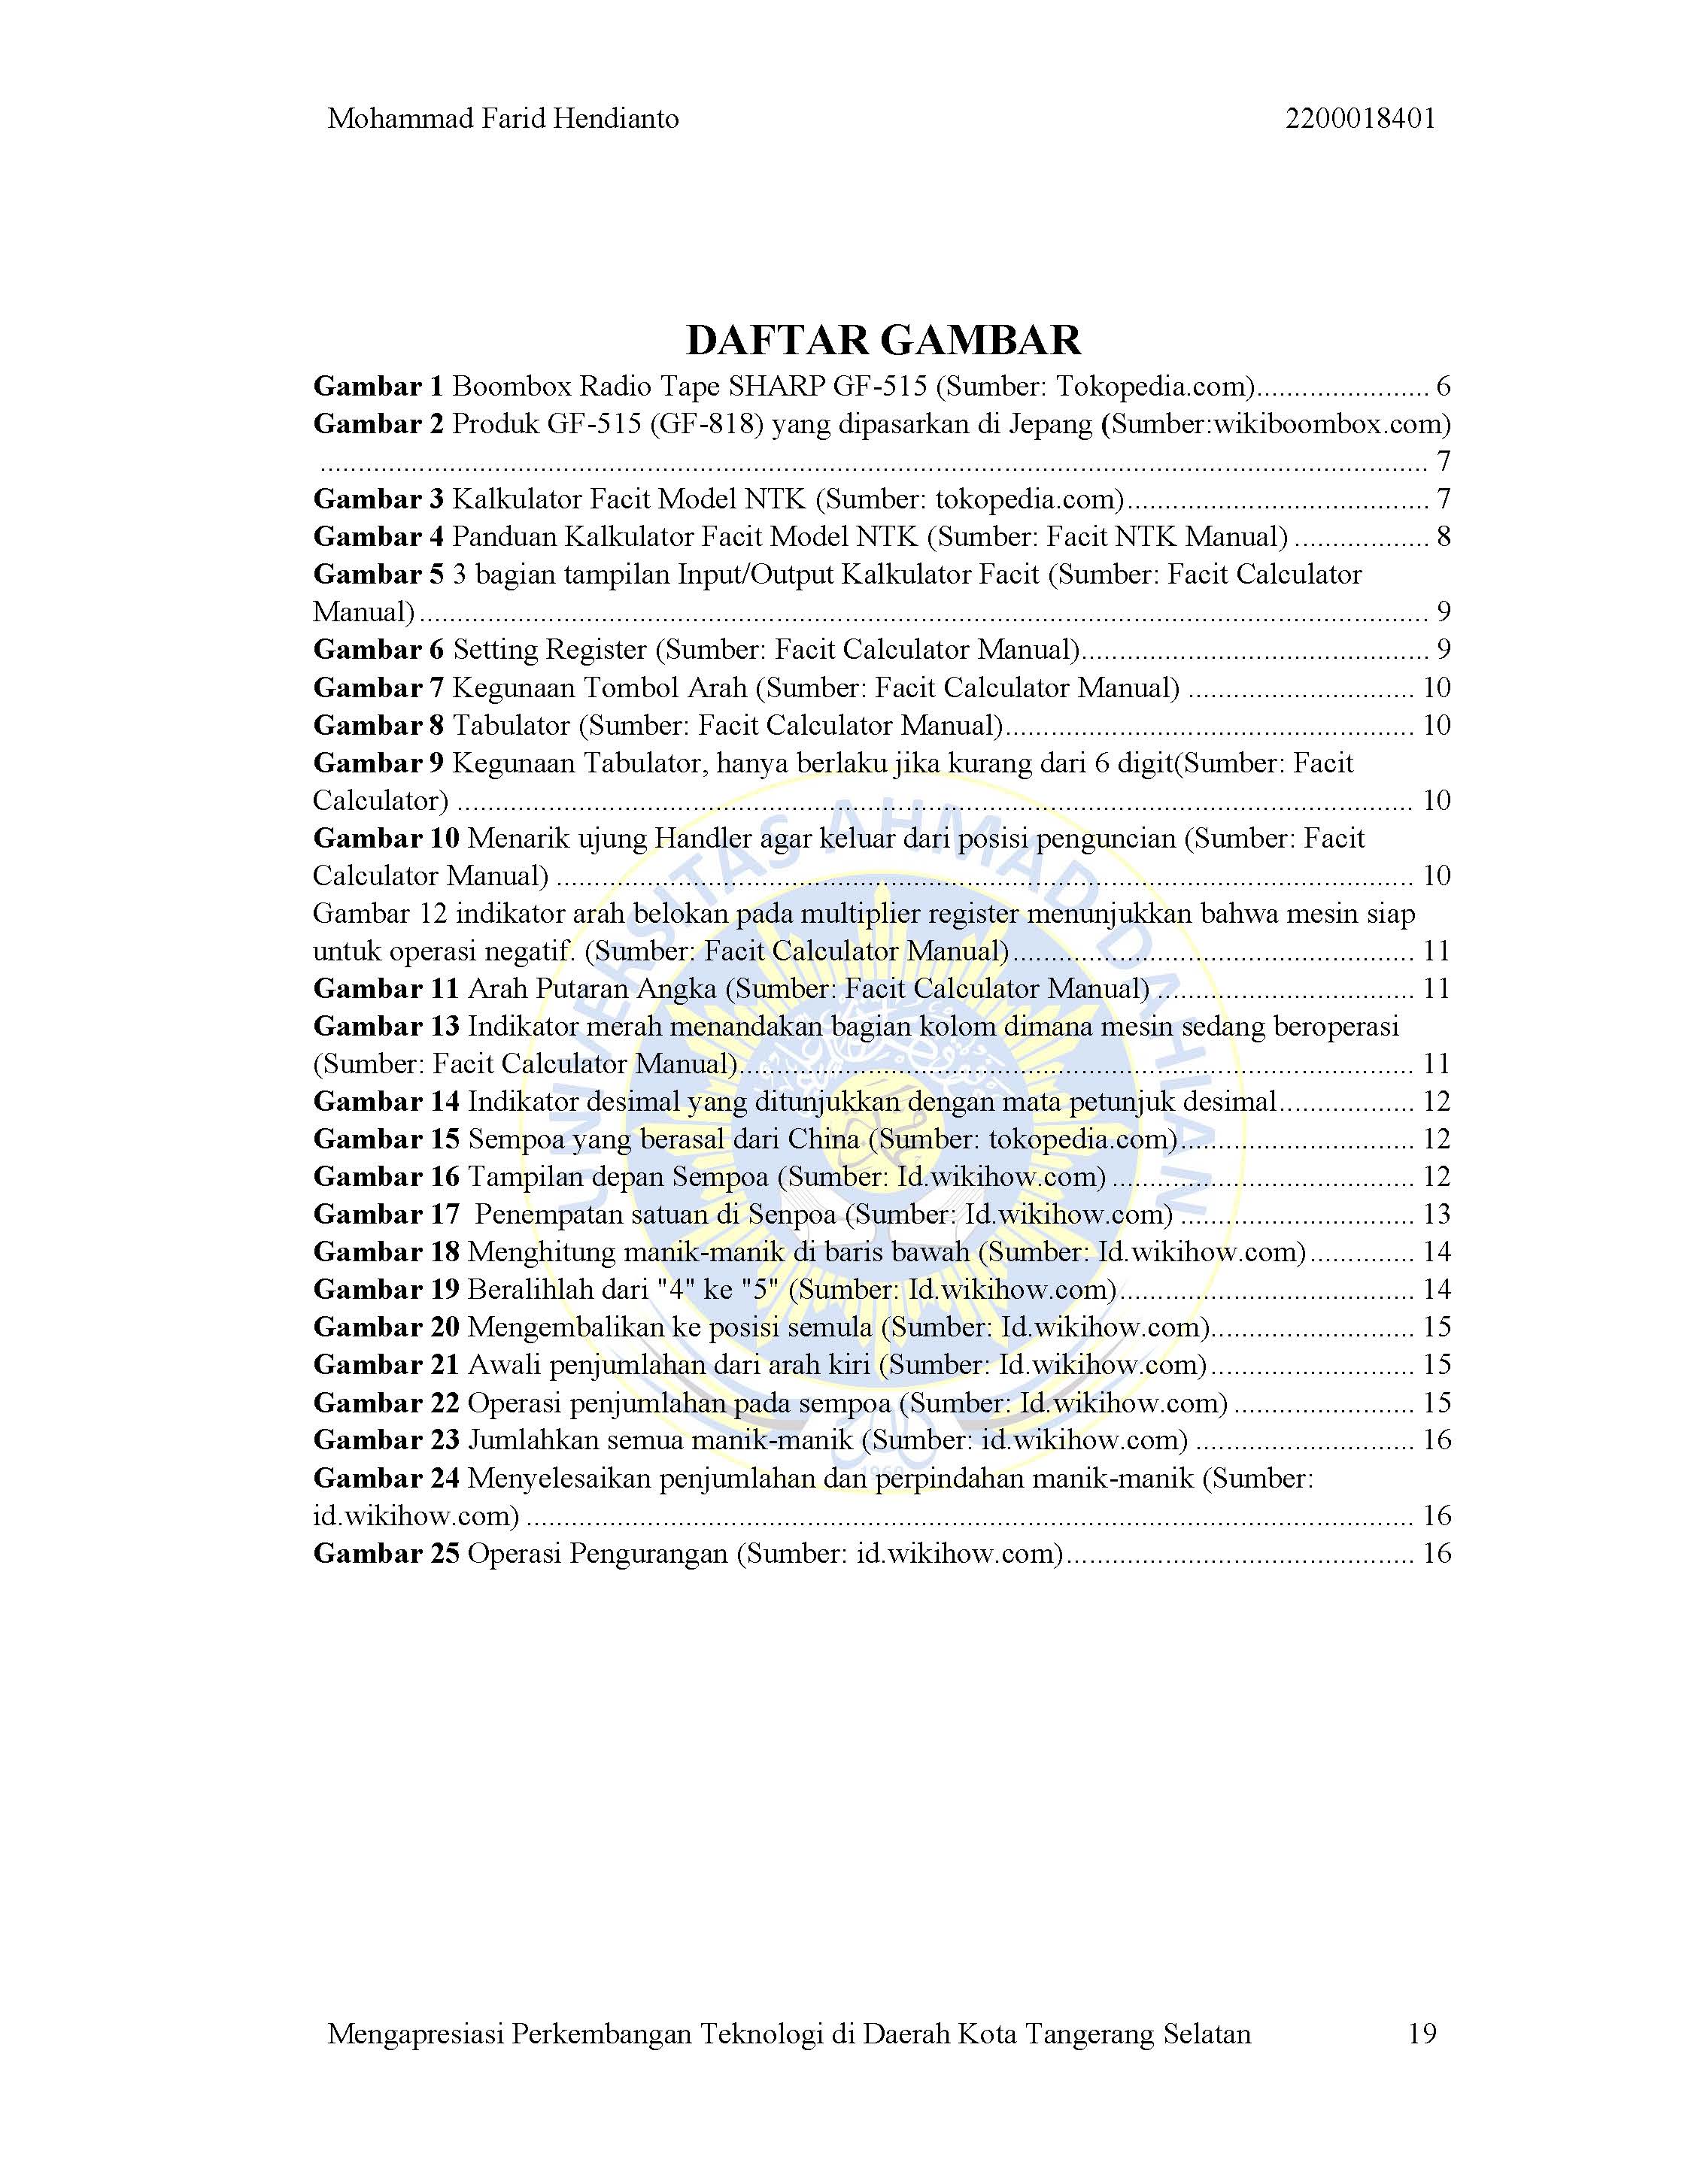 Mohammad Farid Hendianto 2200018401
DAFTAR GAMBAR
Gambar 1 Boombox Radio Tape SHARP GF-515 (Sumber: Tokopedia.com)....................... 6
Gambar 2 Produk GF-515 (GF-818) yang dipasarkan di Jepang (Sumber:wikiboombox.com)
.................................................................................................................................................... 7
Gambar 3 Kalkulator Facit Model NTK (Sumber: tokopedia.com)........................................ 7
Gambar 4 Panduan Kalkulator Facit Model NTK (Sumber: Facit NTK Manual) .................. 8
Gambar 5 3 bagian tampilan Input/Output Kalkulator Facit (Sumber: Facit Calculator
Manual)....................................................................................................................................... 9
Gambar 6 Setting Register (Sumber: Facit Calculator Manual).............................................. 9
Gambar 7 Kegunaan Tombol Arah (Sumber: Facit Calculator Manual) .............................. 10
Gambar 8 Tabulator (Sumber: Facit Calculator Manual)...................................................... 10
Gambar 9 Kegunaan Tabulator, hanya berlaku jika kurang dari 6 digit(Sumber: Facit
Calculator) ............................................................................................................................... 10
Gambar 10 Menarik ujung Handler agar keluar dari posisi penguncian (Sumber: Facit
Calculator Manual) .................................................................................................................. 10
Gambar 12 indikator arah belokan pada multiplier register menunjukkan bahwa mesin siap
untuk operasi negatif. (Sumber: Facit Calculator Manual)..................................................... 11
Gambar 11 Arah Putaran Angka (Sumber: Facit Calculator Manual) .................................. 11
Gambar 13 Indikator merah menandakan bagian kolom dimana mesin sedang beroperasi
(Sumber: Facit Calculator Manual)......................................................................................... 11
Gambar 14 Indikator desimal yang ditunjukkan dengan mata petunjuk desimal.................. 12
Gambar 15 Sempoa yang berasal dari China (Sumber: tokopedia.com)............................... 12
Gambar 16 Tampilan depan Sempoa (Sumber: Id.wikihow.com) ........................................ 12
Gambar 17 Penempatan satuan di Senpoa (Sumber: Id.wikihow.com) ............................... 13
Gambar 18 Menghitung manik-manik di baris bawah (Sumber: Id.wikihow.com).............. 14
Gambar 19 Beralihlah dari "4" ke "5" (Sumber: Id.wikihow.com)....................................... 14
Gambar 20 Mengembalikan ke posisi semula (Sumber: Id.wikihow.com)........................... 15
Gambar 21 Awali penjumlahan dari arah kiri (Sumber: Id.wikihow.com)........................... 15
Gambar 22 Operasi penjumlahan pada sempoa (Sumber: Id.wikihow.com) ........................ 15
Gambar 23 Jumlahkan semua manik-manik (Sumber: id.wikihow.com) ............................. 16
Gambar 24 Menyelesaikan penjumlahan dan perpindahan manik-manik (Sumber:
id.wikihow.com) ...................................................................................................................... 16
Gambar 25 Operasi Pengurangan (Sumber: id.wikihow.com).............................................. 16
UNIVERSITAS AHMAD DAHLAN
1960
Mengapresiasi Perkembangan Teknologi di Daerah Kota Tangerang Selatan 19